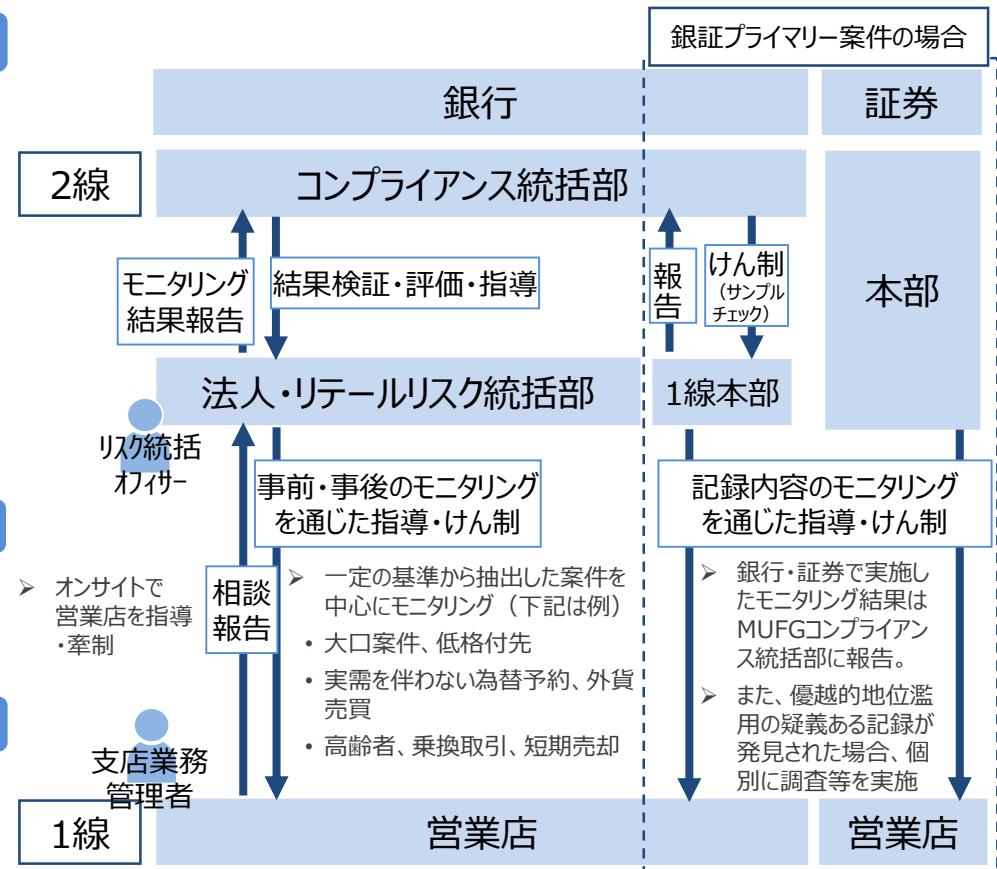 銀証プライマリー案件の場合
銀行
証券
2線
コンプライアンス統括部
本部
モニタリング
結果報告
結果検証・評価・指導
報
告
けん制
(サンプル
チェック)
法人・リテールリスク統括部
1線本部
リスク統括
オフィサー
事前・事後のモニタリング
を通じた指導・けん制
記録内容のモニタリング
を通じた指導・けん制
➢ オンサイトで
営業店を指導
・牽制
相談
報告
➢ 一定の基準から抽出した案件を
中心にモニタリング(下記は例)
• 大口案件、低格付先
• 実需を伴わない為替予約、外貨
売買
• 高齢者、乗換取引、短期売却
➢ 銀行・証券で実施し
たモニタリング結果は
MUFGコンプライアン
ス統括部に報告。
➢ また、優越的地位濫
用の疑義ある記録が
発見された場合、個
別に調査等を実施
支店業務
管理者
1線
営業店
営業店